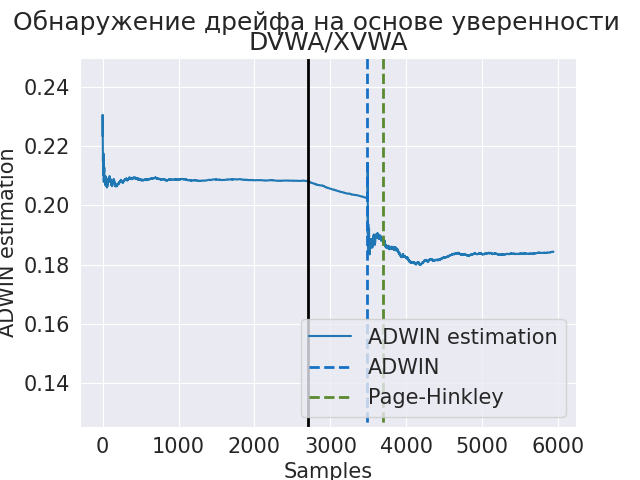 Обнаружение дрейфа на основе уверенности
DVWA/XVWA
0.24
0.22
0.20
0.18
0.16
0.14
ADWIN estimation
ADWIN estimation
ADWIN
Page-Hinkley
0 1000 2000 3000 4000 5000 6000
Samples